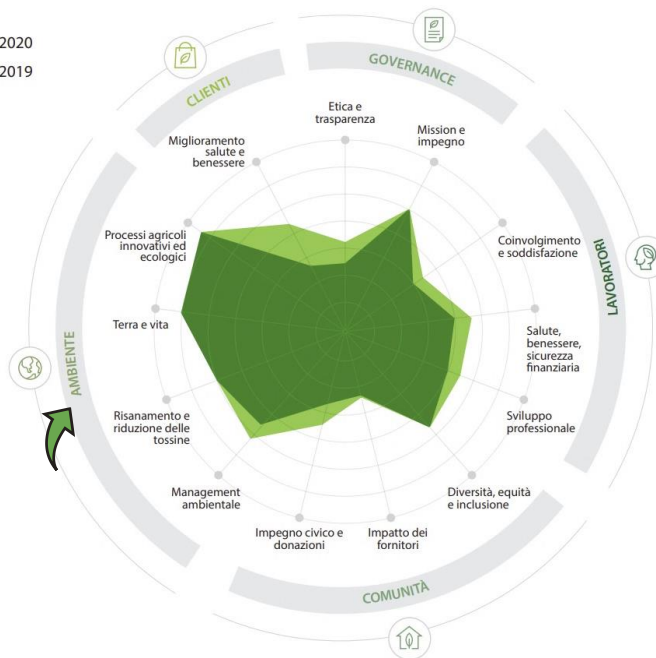 2020
2019
CLIENTI
GOVERNANCE
LAVORATORI
COMUNITÀ
AMBIENTE
Etica e
trasparenza
Mission e
impegno
Coinvolgimento
e soddisfazione
Salute,
benessere,
sicurezza
finanziaria
Sviluppo
professionale
Diversità, equità
e inclusione
Impatto dei
fornitori
Impegno civico e
donazioni
Management
ambientale
Risanamento e
riduzione delle
tossine
Terra e vita
Processi agricoli
innovativi ed
ecologici
Miglioramento
salute e
benessere